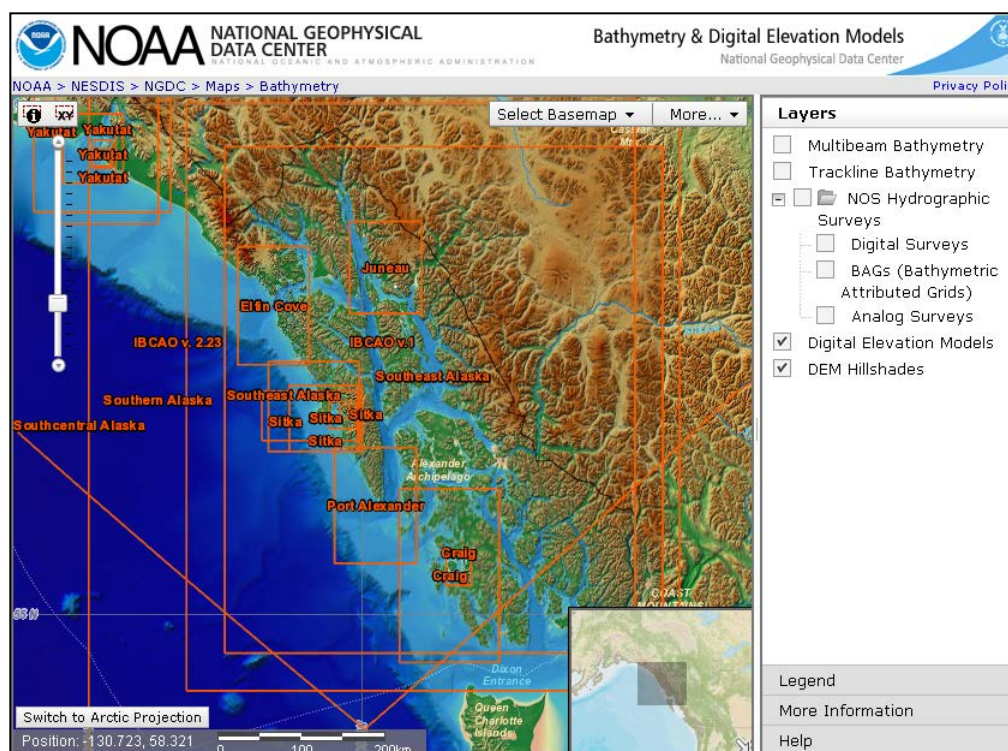 NOAA NATIONAL GEOPHYSICAL
DATA CENTER
NATIONAL OCEANIC AND ATMOSPHERIC ADMINISTRATION
Bathymetry & Digital Elevation Models
National Geophysical Data Center
NOAA > NESDIS > NGDC > Maps > Bathymetry
Privacy Poli
XY
Select Basemap
More...
Layers
Multibeam Bathymetry
Trackline Bathymetry
NOS Hydrographic
Surveys
Digital Surveys
BAGs (Bathymetric
Attributed Grids)
Analog Surveys
Digital Elevation Models
DEM Hillshades
Yakutat
Yakutat
Yakutat
Yakutat
Juneau
Elfin Cove
IBCAO v. 2.23
IBCAO v.1
Southeast Alaska
Southern Alaska
Southeast Alaska
Sitka
Sitka
Sitka
Sitka
Southcentral Alaska
Alexander
Archipelago
Port Alexander
Craig
Craig
55 N
COAST
MOUNTAINS
Dixon
Entrance
Queen
Charlotte
Islands
Switch to Arctic Projection
Position: -130.723, 58.321
0 100 200km
Legend
More Information
Help